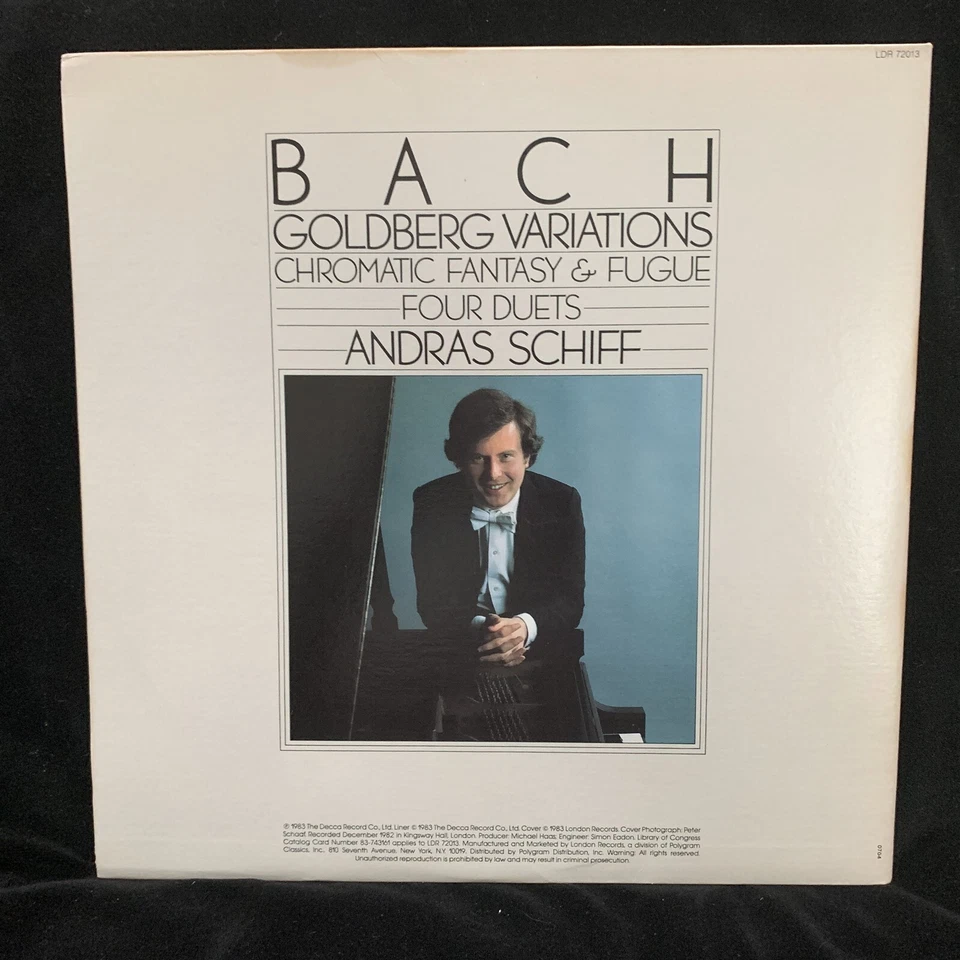 LDR 72013
BACH
GOLDBERG VARIATIONS
CHROMATIC FANTASY & FUGUE
FOUR DUETS
ANDRAS SCHIFF
℗ 1983 The Decca Record Co., Ltd. Liner © 1983 The Decca Record Co., Ltd. Cover © 1983 London Records. Cover Photograph: Peter
Schaaf. Recorded December 1982 in Kingsway Hall, London. Producer: Michael Haas; Engineer: Simon Eadon. Library of Congress
Catalog Card Number 83-743161 applies to LDR 72013. Manufactured and Marketed by London Records, a division of Polygram
Classics, Inc., 810 Seventh Avenue, New York, N.Y. 10019. Distributed by Polygram Distribution, Inc. Warning: All rights reserved.
Unauthorized reproduction is prohibited by law and may result in criminal prosecution.
0704